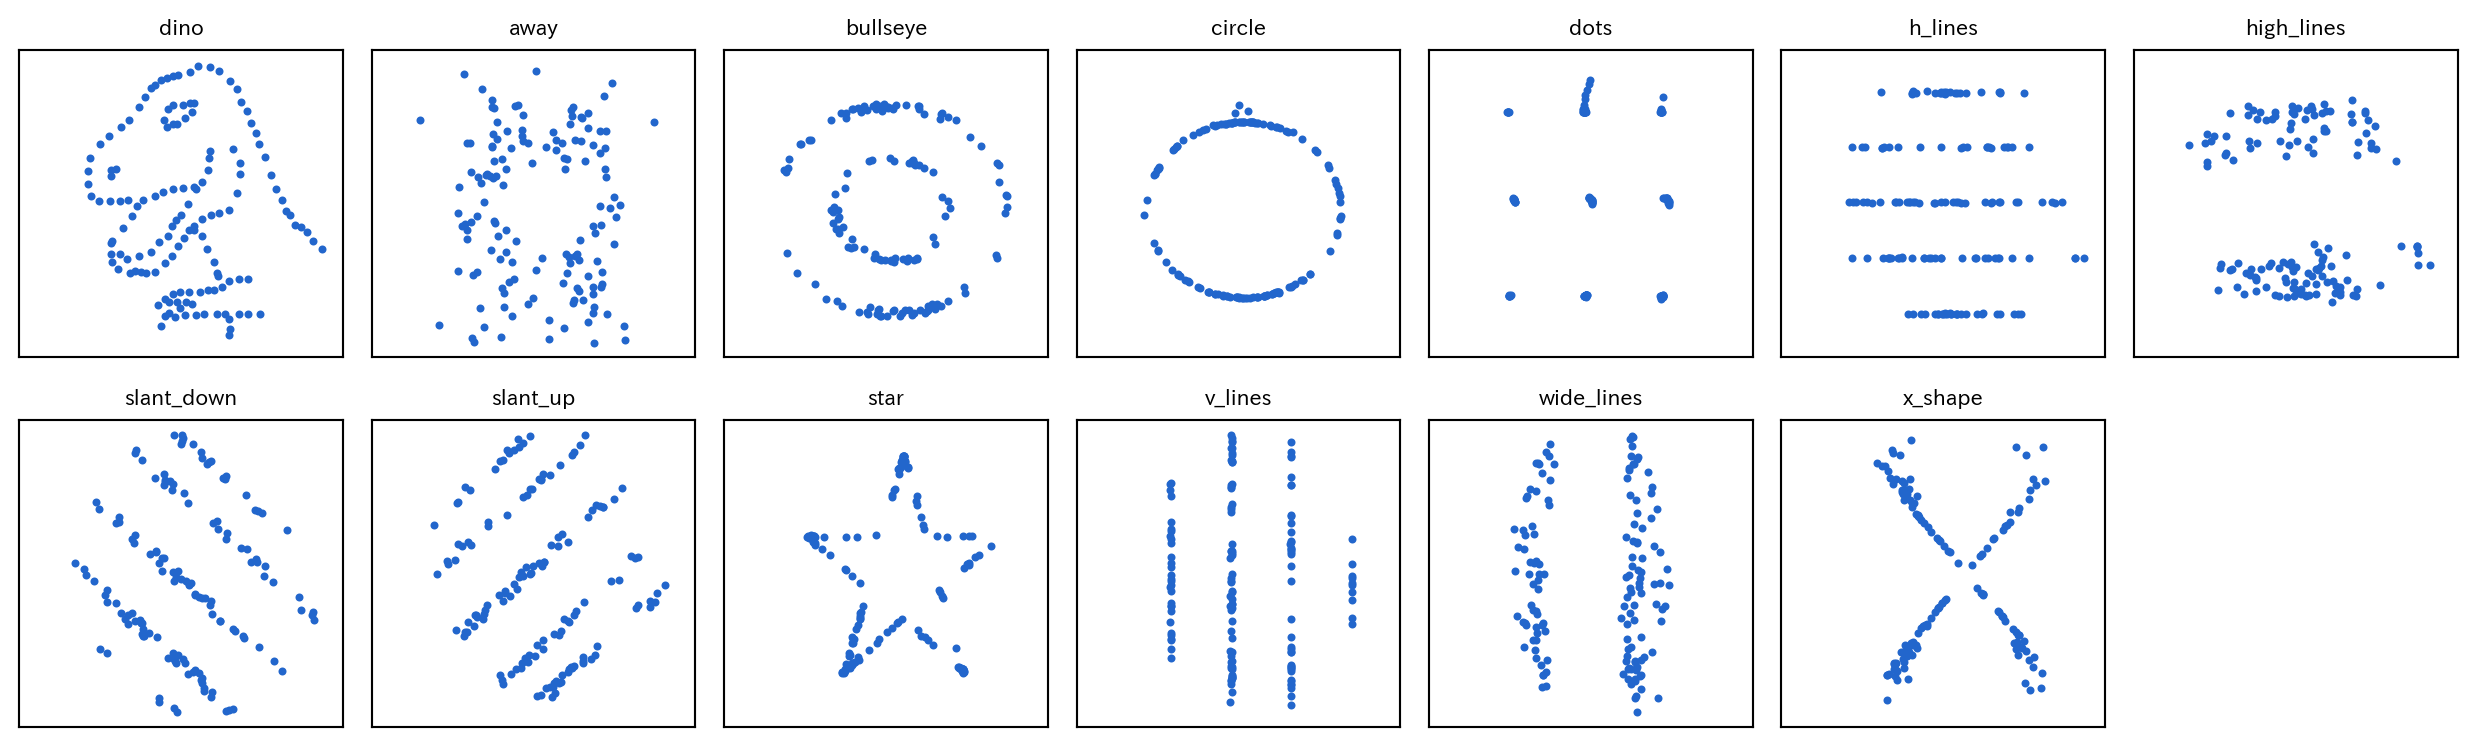 dino
away
bullseye
circle
dots
h_lines
high_lines
slant_down
slant_up
star
v_lines
wide_lines
x_shape